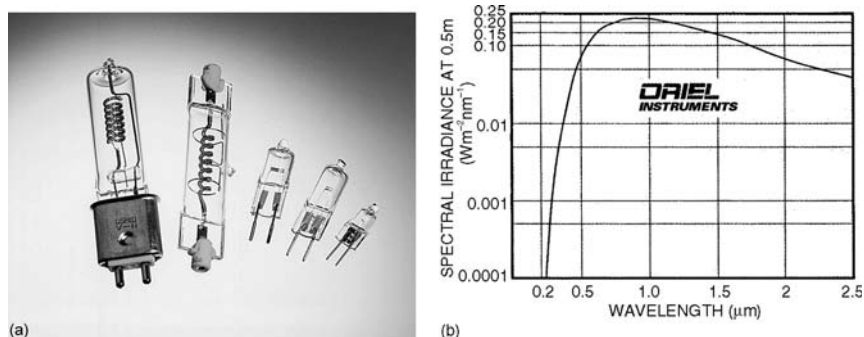 (a)
(b)
SPECTRAL IRRADIANCE AT 0.5m
(Wm⁻²nm⁻¹)
0.25
0.20
0.15
0.10
0.01
0.001
0.0001
ORIEL
INSTRUMENTS
0.2 0.5 1.0 1.5 2 2.5
WAVELENGTH (μm)